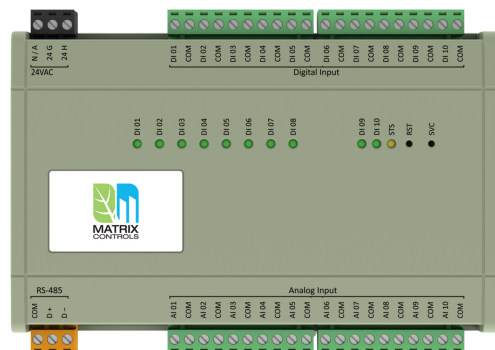 N / A 24 G 24 H
24VAC
DI 01 COM DI 02 COM DI 03 COM DI 04 COM DI 05 COM DI 06 COM DI 07 COM DI 08 COM DI 09 COM DI 10 COM
Digital Input
DI 01 DI 02 DI 03 DI 04 DI 05 DI 06 DI 07 DI 08 DI 09 DI 10 STS RST SVC
MATRIX
CONTROLS
RS-485
Analog Input
COM D + D −
AI 01 COM AI 02 COM AI 03 COM AI 04 COM AI 05 COM AI 06 COM AI 07 COM AI 08 COM AI 09 COM AI 10 COM